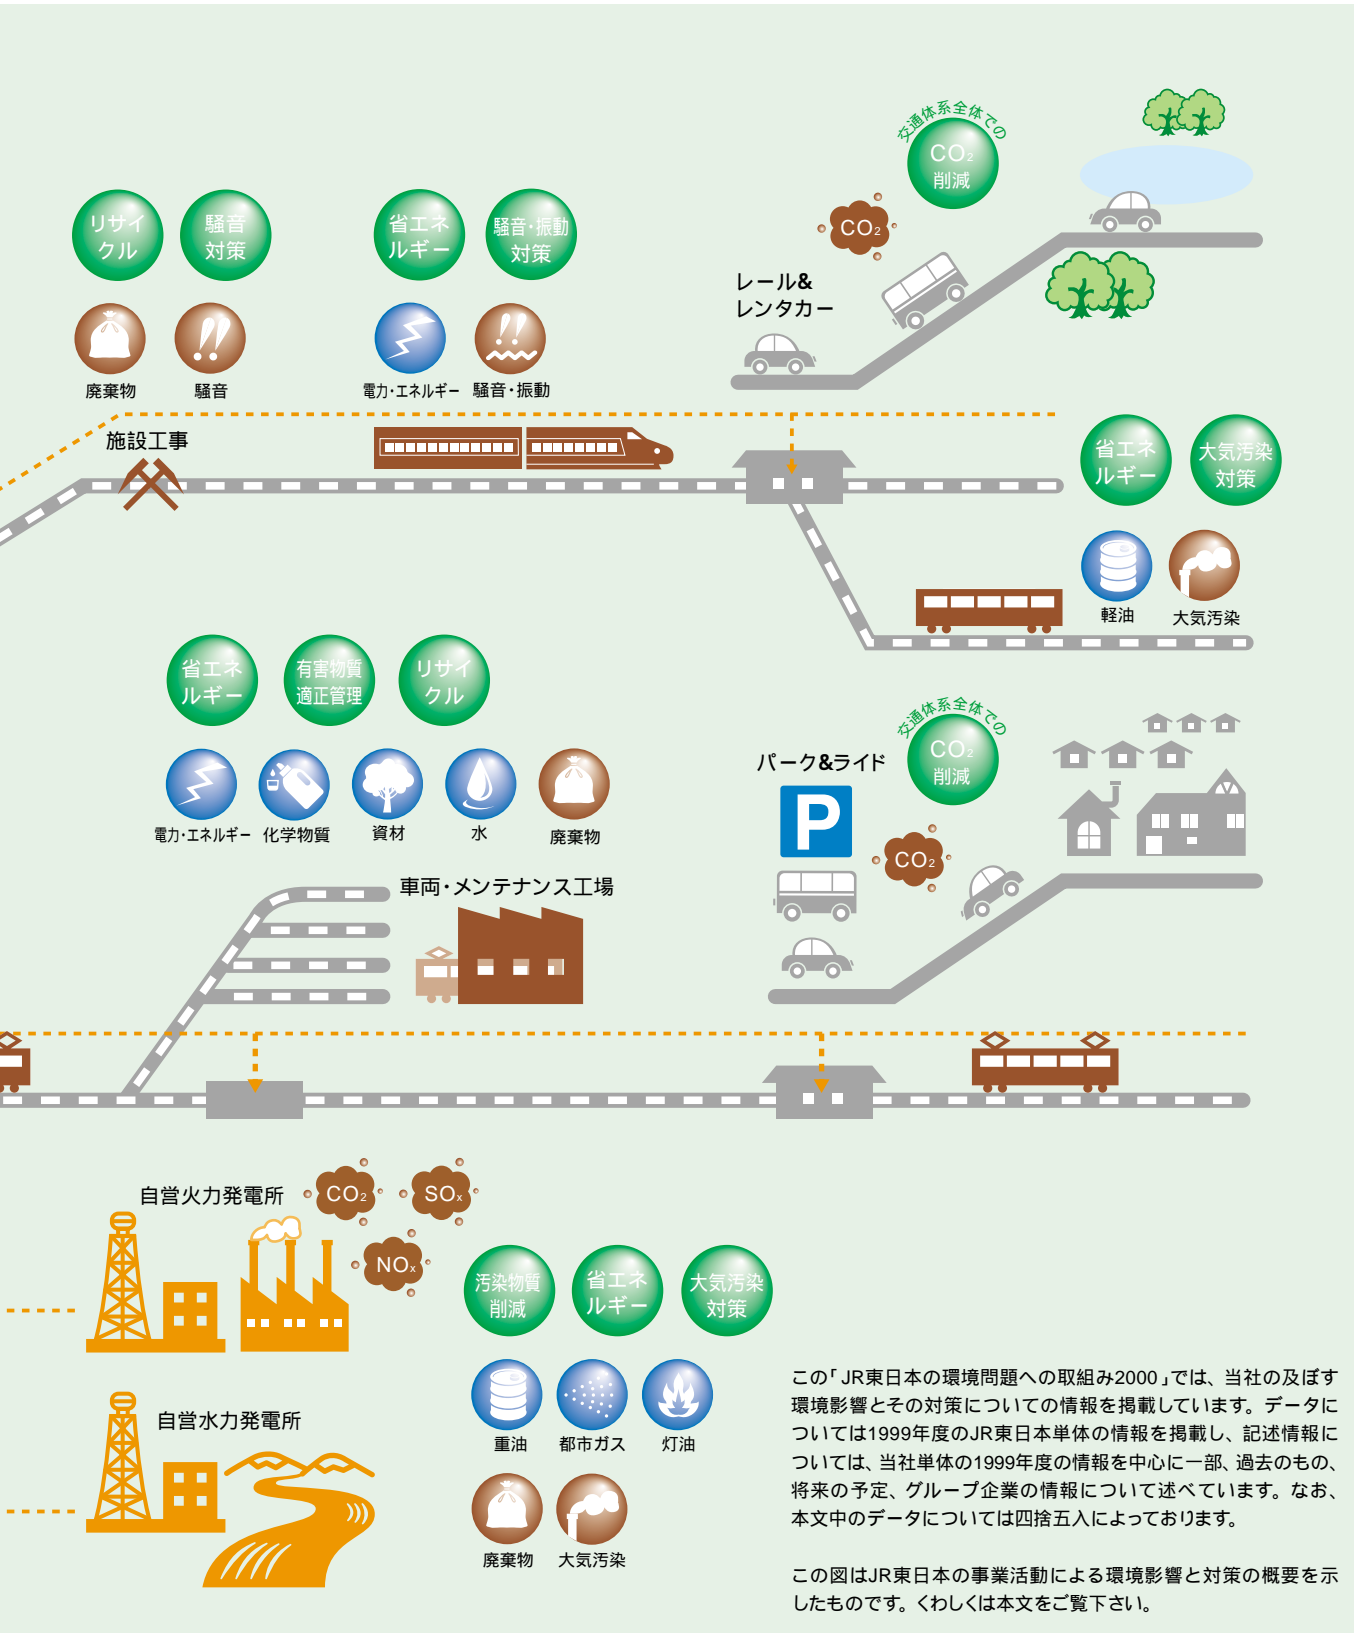 交通体系全体での
CO₂
削減
リサイ
クル
騒音
対策
省エネ
ルギー
騒音・振動
対策
CO₂
レール&
レンタカー
廃棄物
騒音
電力・エネルギー
騒音・振動
施設工事
省エネ
ルギー
大気汚染
対策
軽油
大気汚染
省エネ
ルギー
有害物質
適正管理
リサイ
クル
電力・エネルギー
化学物質
資材
水
廃棄物
交通体系全体での
CO₂
削減
パーク&ライド
P
CO₂
車両・メンテナンス工場
自営火力発電所
CO₂
SOx
NOx
汚染物質
削減
省エネ
ルギー
大気汚染
対策
重油
都市ガス
灯油
廃棄物
大気汚染
自営水力発電所
この「JR東日本の環境問題への取組み2000」では、当社の及ぼす
環境影響とその対策についての情報を掲載しています。データに
ついては1999年度のJR東日本単体の情報を掲載し、記述情報に
ついては、当社単体の1999年度の情報を中心に一部、過去のもの、
将来の予定、グループ企業の情報について述べています。なお、
本文中のデータについては四捨五入によっております。
この図はJR東日本の事業活動による環境影響と対策の概要を示
したものです。くわしくは本文をご覧下さい。